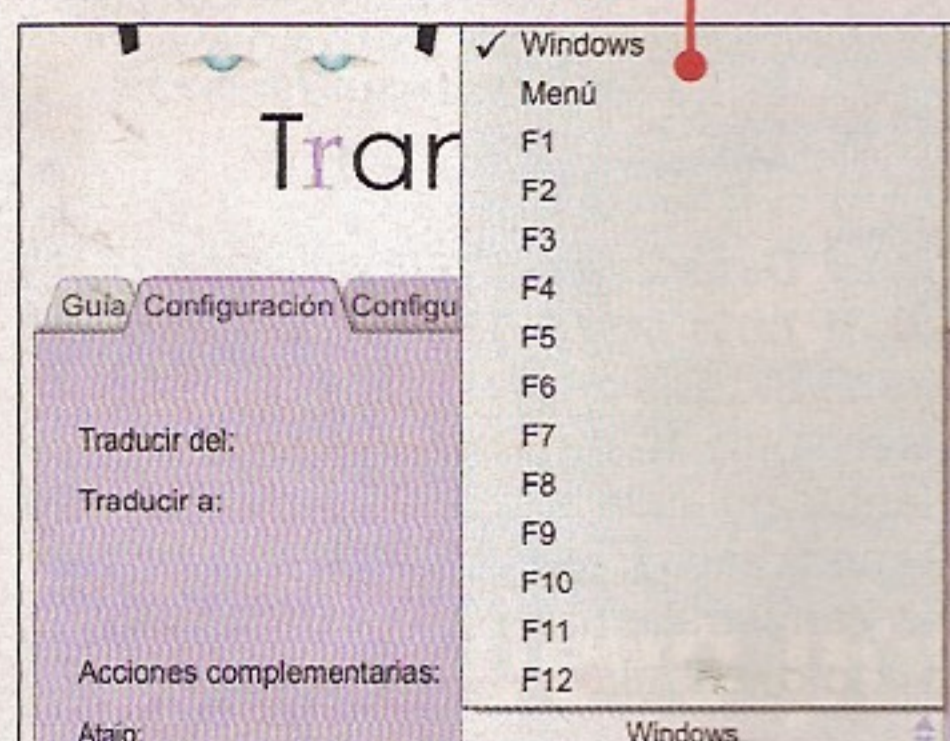 Tran
Guía Configuración Configu
Traducir del:
Traducir a:
Acciones complementarias:
Atajo:
✓ Windows
Menú
F1
F2
F3
F4
F5
F6
F7
F8
F9
F10
F11
F12
Windows